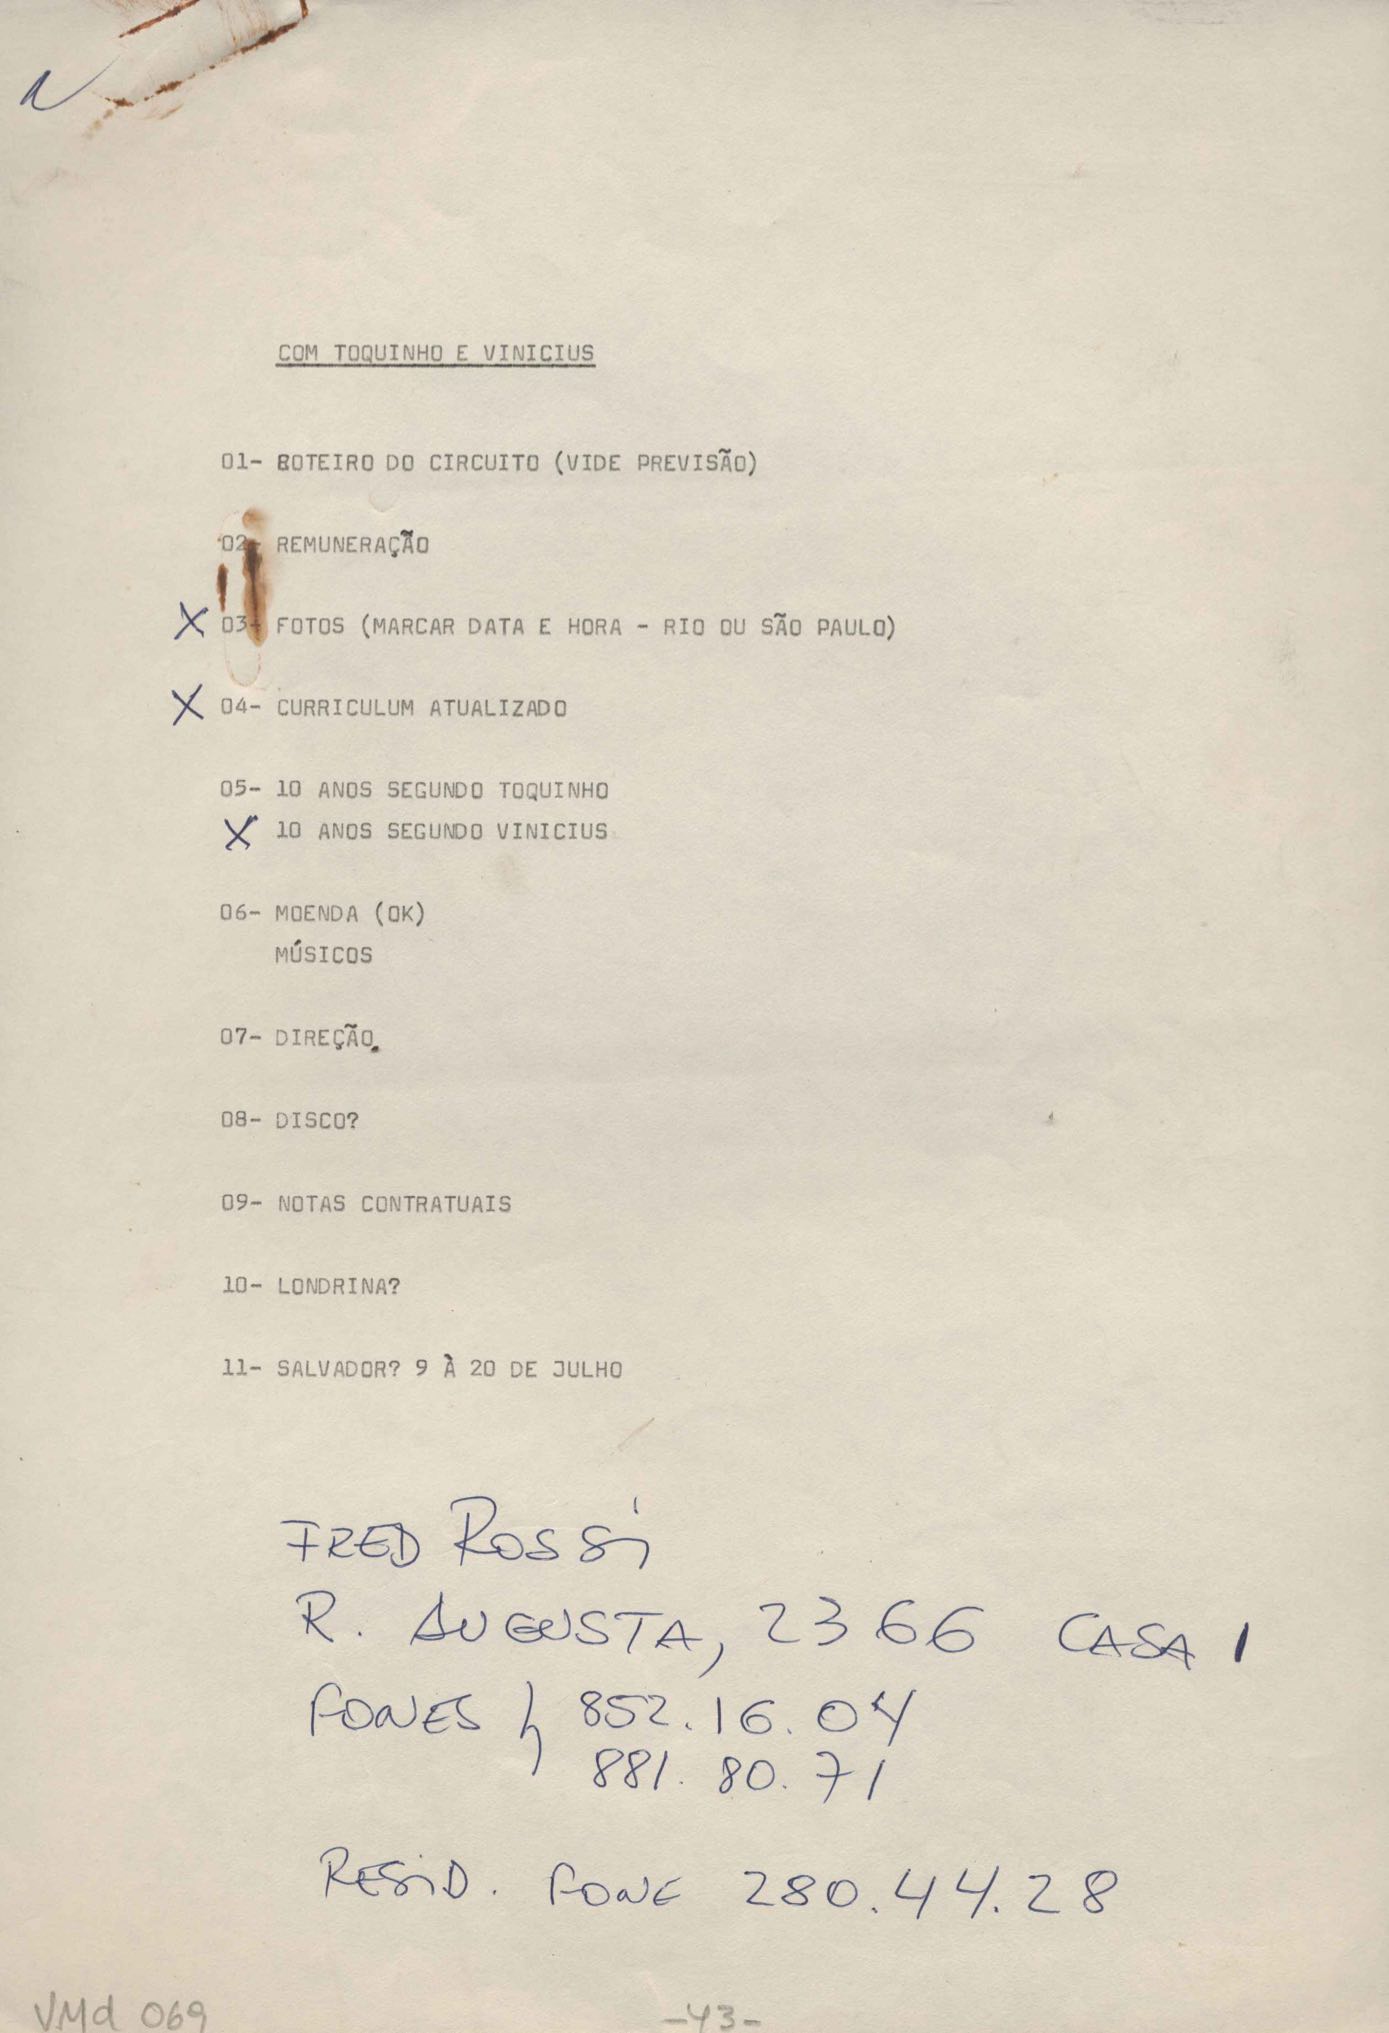 COM TOQUINHO E VINICIUS
01- ROTEIRO DO CIRCUITO (VIDE PREVISÃO)
02- REMUNERAÇÃO
X 03- FOTOS (MARCAR DATA E HORA - RIO OU SÃO PAULO)
X 04- CURRICULUM ATUALIZADO
05- 10 ANOS SEGUNDO TOQUINHO
X 10 ANOS SEGUNDO VINICIUS
06- MOENDA (OK)
MÚSICOS
07- DIREÇÃO.
08- DISCO?
09- NOTAS CONTRATUAIS
10- LONDRINA?
11- SALVADOR? 9 À 20 DE JULHO
FRED ROSSi
R. AUGUSTA, 2366 CASA 1
FONES } 852.16.04
881.80.71
RESiD. FONE 280.44.28
VMd 069
-43-